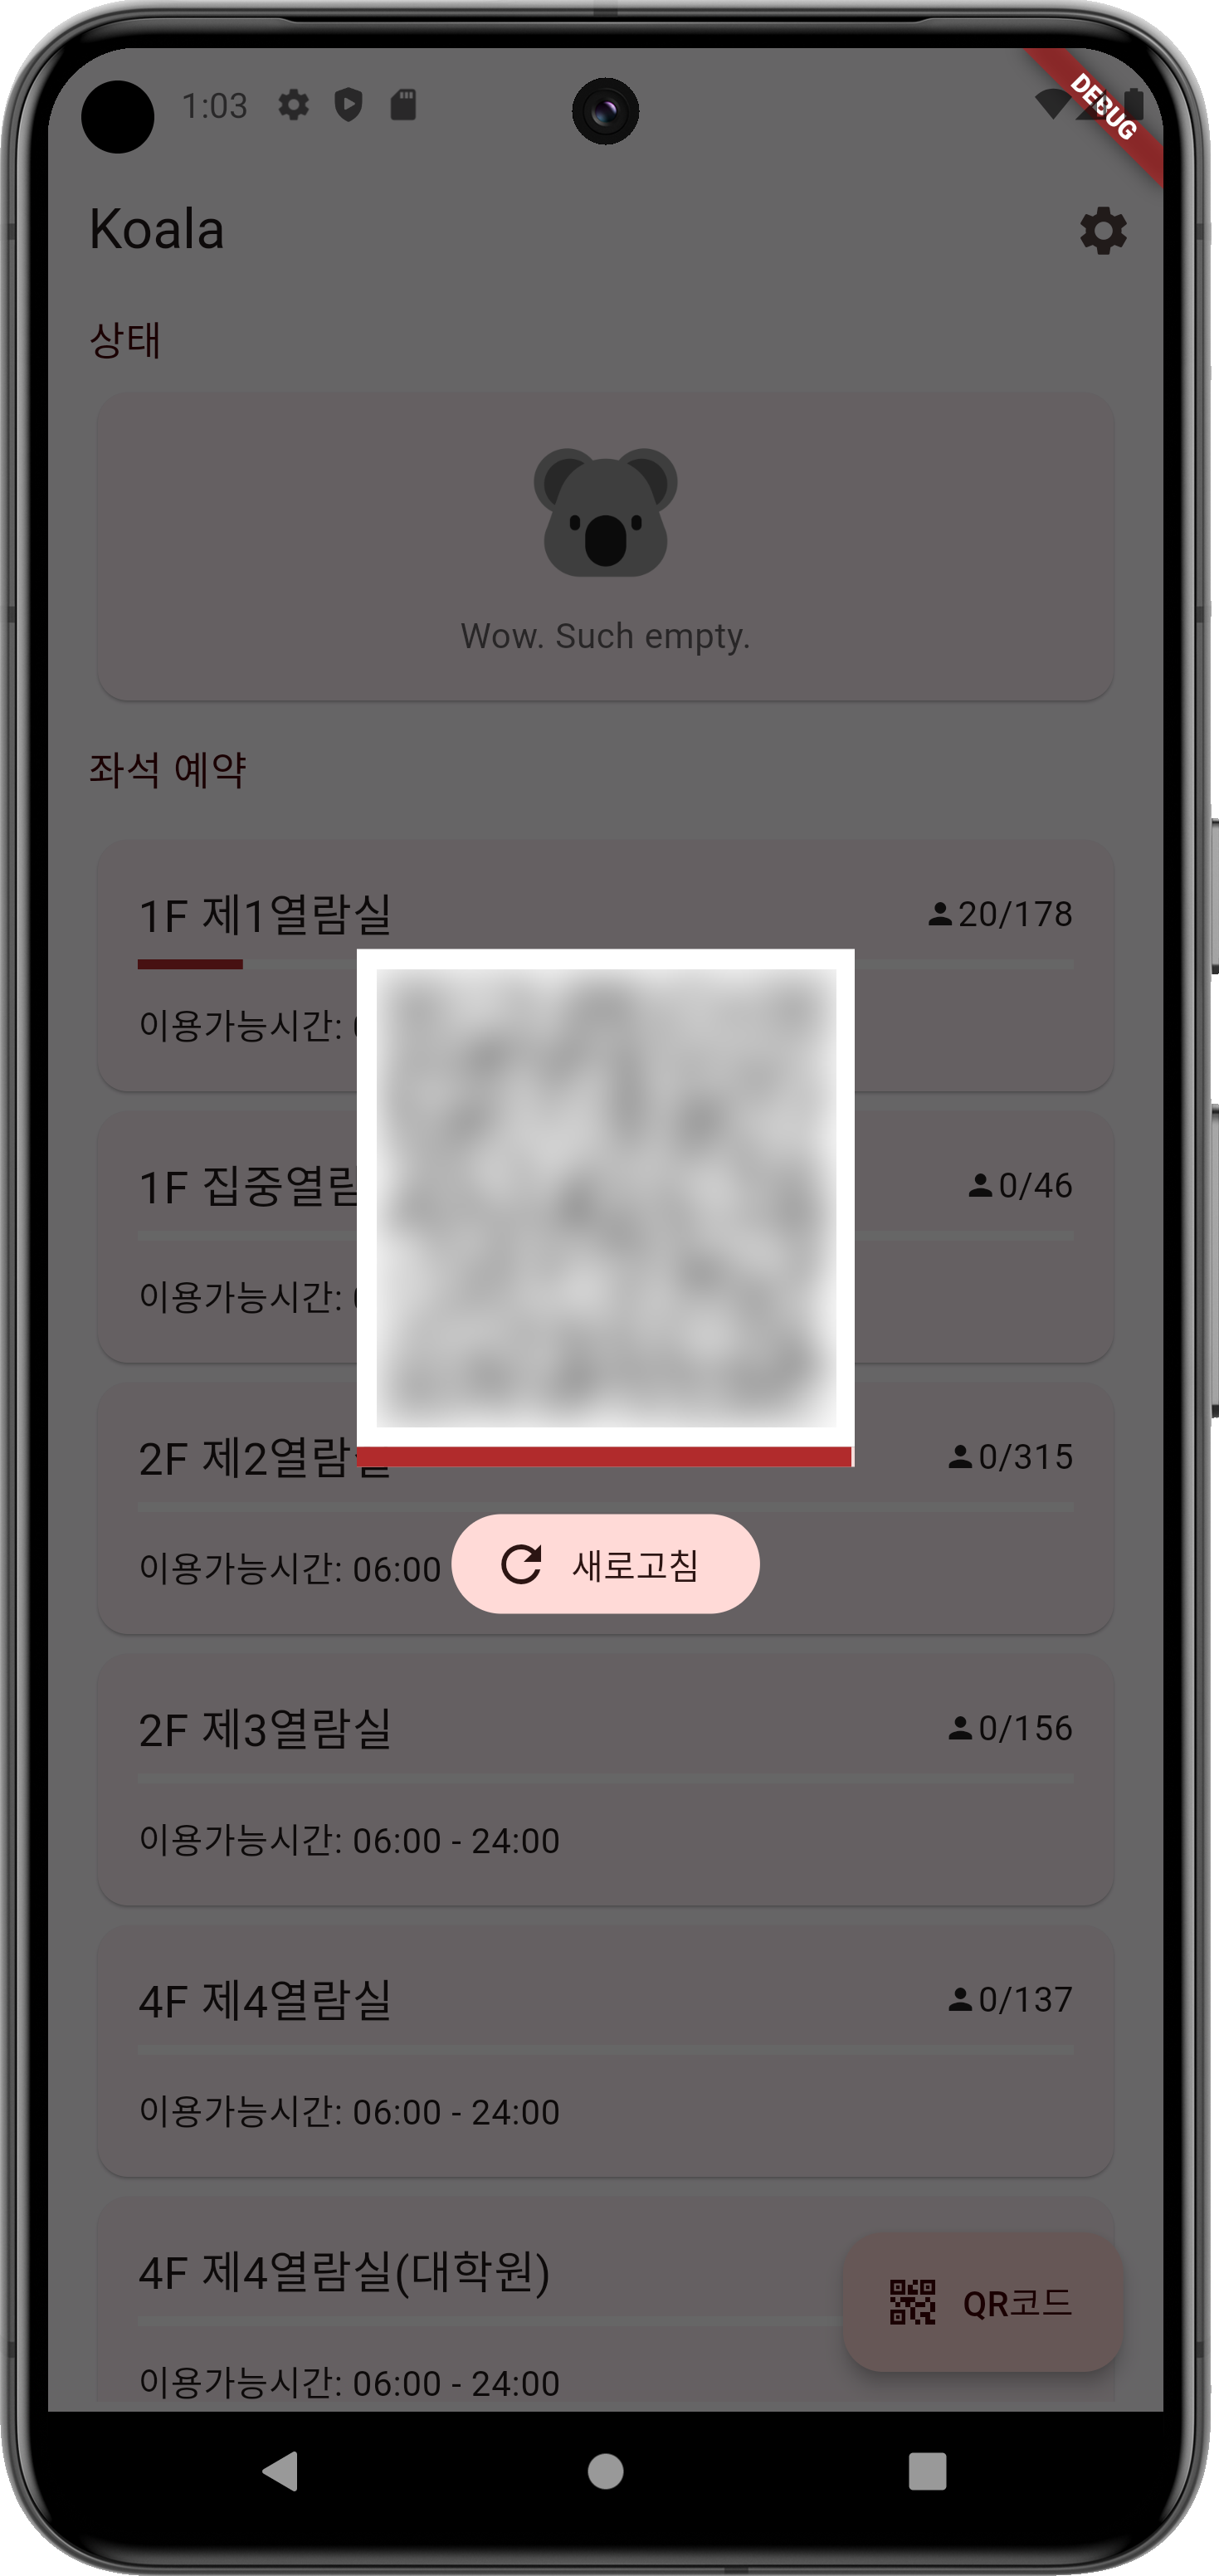 1:03
DEBUG
Koala
상태
Wow. Such empty.
좌석 예약
1F 제1열람실 20/178
이용가능시간:
1F 집중열람 0/46
이용가능시간:
2F 제2열람실 0/315
이용가능시간: 06:00
새로고침
2F 제3열람실 0/156
이용가능시간: 06:00 - 24:00
4F 제4열람실 0/137
이용가능시간: 06:00 - 24:00
4F 제4열람실(대학원)
QR코드
이용가능시간: 06:00 - 24:00